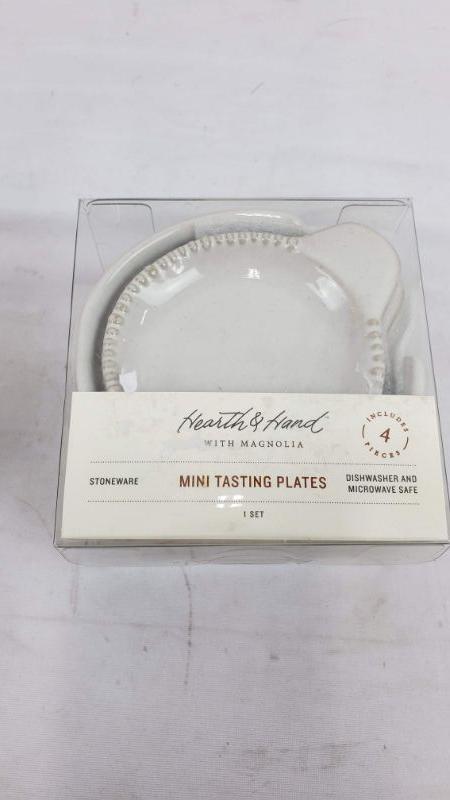 Hearth & Hand
WITH MAGNOLIA
INCLUDES
4
PIECES
STONEWARE
MINI TASTING PLATES
DISHWASHER AND
MICROWAVE SAFE
1 SET